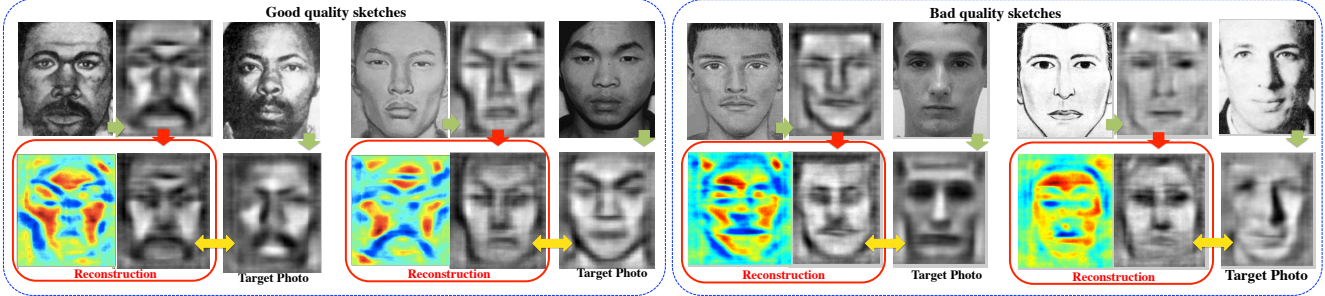 Good quality sketches
Bad quality sketches
Reconstruction
Target Photo
Reconstruction
Target Photo
Reconstruction
Target Photo
Reconstruction
Target Photo